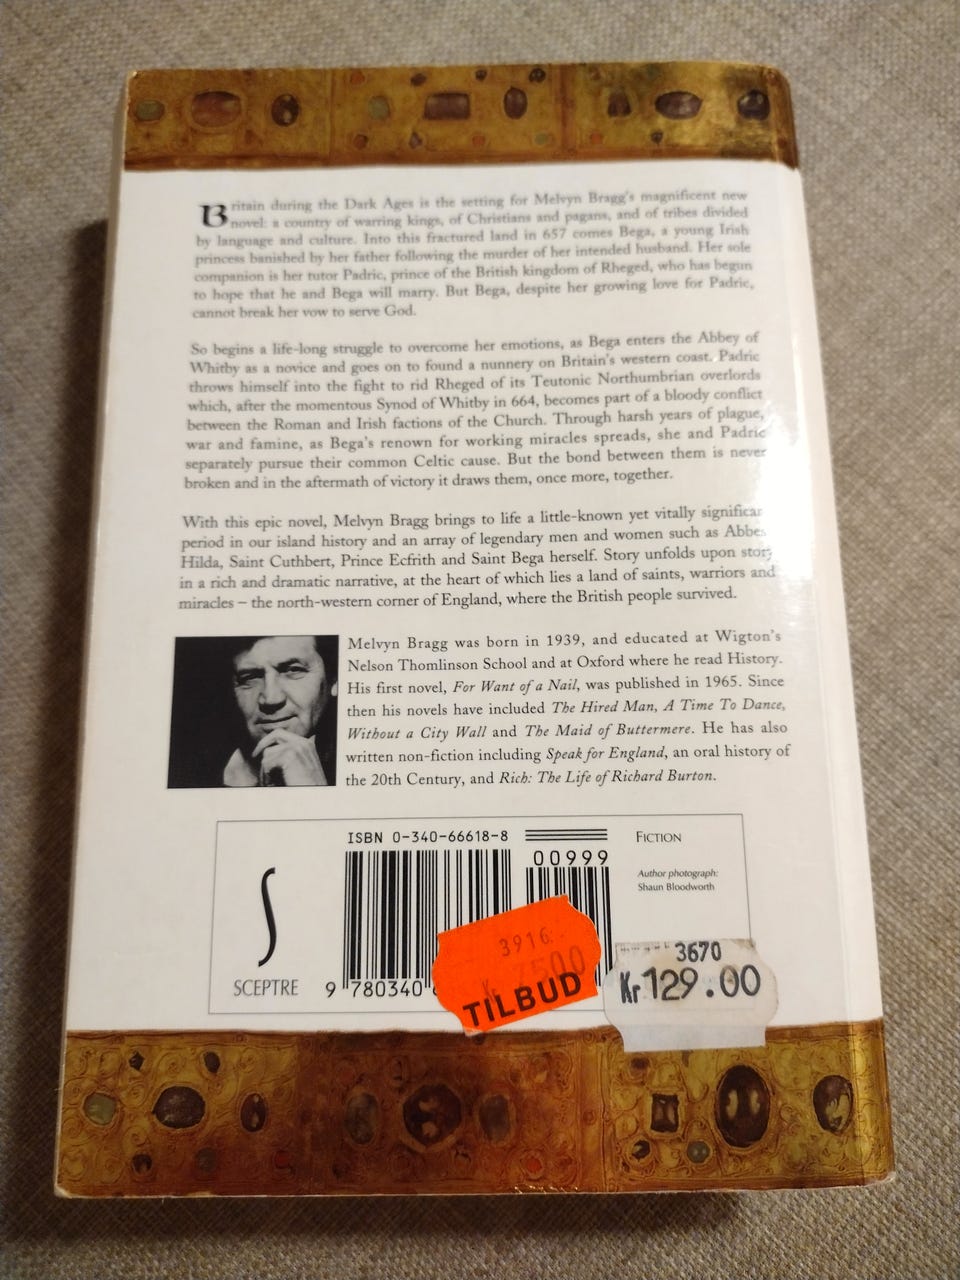 Britain during the Dark Ages is the setting for Melvyn Bragg's magnificent new
novel: a country of warring kings, of Christians and pagans, and of tribes divided
by language and culture. Into this fractured land in 657 comes Bega, a young Irish
princess banished by her father following the murder of her intended husband. Her sole
companion is her tutor Padric, prince of the British kingdom of Rheged, who has begun
to hope that he and Bega will marry. But Bega, despite her growing love for Padric,
cannot break her vow to serve God.
So begins a life-long struggle to overcome her emotions, as Bega enters the Abbey of
Whitby as a novice and goes on to found a nunnery on Britain's western coast. Padric
throws himself into the fight to rid Rheged of its Teutonic Northumbrian overlords
which, after the momentous Synod of Whitby in 664, becomes part of a bloody conflict
between the Roman and Irish factions of the Church. Through harsh years of plague,
war and famine, as Bega's renown for working miracles spreads, she and Padric
separately pursue their common Celtic cause. But the bond between them is never
broken and in the aftermath of victory it draws them, once more, together.
With this epic novel, Melvyn Bragg brings to life a little-known yet vitally significan
period in our island history and an array of legendary men and women such as Abbes
Hilda, Saint Cuthbert, Prince Ecfrith and Saint Bega herself. Story unfolds upon story
in a rich and dramatic narrative, at the heart of which lies a land of saints, warriors and
miracles – the north-western corner of England, where the British people survived.
Melvyn Bragg was born in 1939, and educated at Wigton's
Nelson Thomlinson School and at Oxford where he read History.
His first novel, For Want of a Nail, was published in 1965. Since
then his novels have included The Hired Man, A Time To Dance,
Without a City Wall and The Maid of Buttermere. He has also
written non-fiction including Speak for England, an oral history of
the 20th Century, and Rich: The Life of Richard Burton.
ISBN 0-340-66618-8
00999
FICTION
Author photograph:
Shaun Bloodworth
SCEPTRE
9 780340
3916
Kr 7500
TILBUD
3670
Kr 129.00